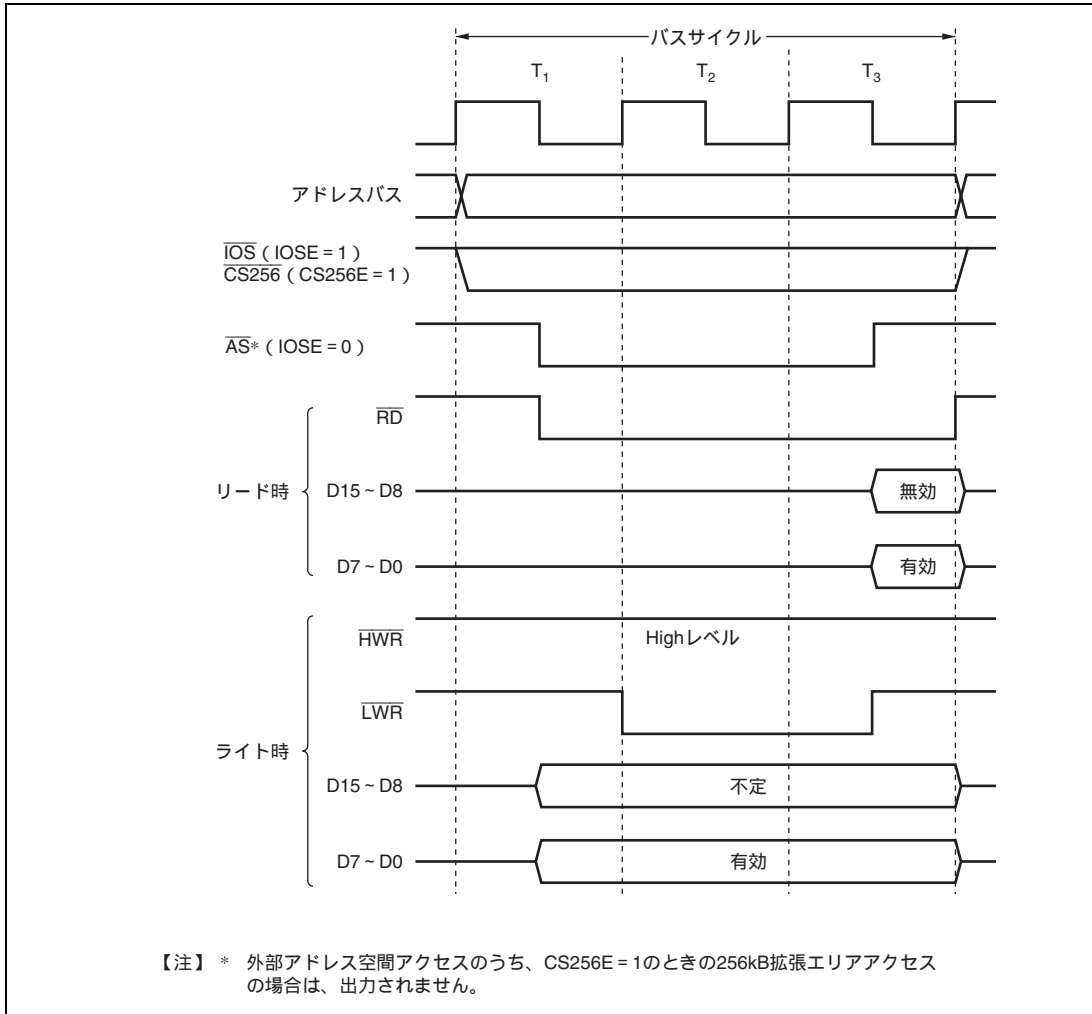 バスサイクル
T1 T2 T3
アドレスバス
IOS ( IOSE = 1 )
CS256 ( CS256E = 1 )
AS* ( IOSE = 0 )
リード時
RD
D15 ~ D8 無効
D7 ~ D0 有効
ライト時
HWR Highレベル
LWR
D15 ~ D8 不定
D7 ~ D0 有効
【注】 * 外部アドレス空間アクセスのうち、CS256E = 1のときの256kB拡張エリアアクセス
の場合は、出力されません。